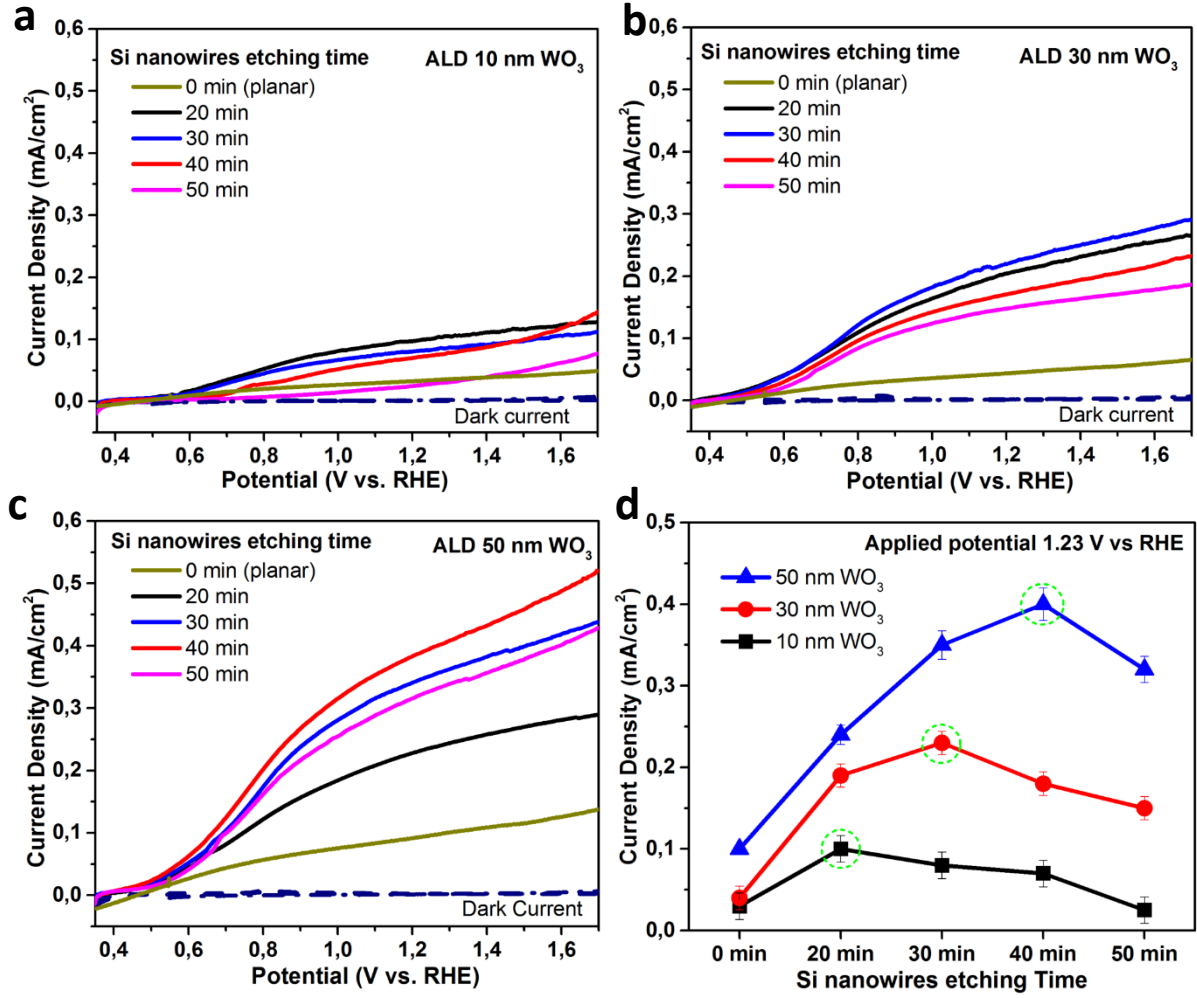 a
Si nanowires etching time
ALD 10 nm WO₃
0 min (planar)
20 min
30 min
40 min
50 min
Dark current
0,6
0,5
0,4
0,3
0,2
0,1
0,0
Current Density (mA/cm²)
0,4 0,6 0,8 1,0 1,2 1,4 1,6
Potential (V vs. RHE)
b
Si nanowires etching time
ALD 30 nm WO₃
0 min (planar)
20 min
30 min
40 min
50 min
Dark current
0,6
0,5
0,4
0,3
0,2
0,1
0,0
Current Density (mA/cm²)
0,4 0,6 0,8 1,0 1,2 1,4 1,6
Potential (V vs. RHE)
c
Si nanowires etching time
ALD 50 nm WO₃
0 min (planar)
20 min
30 min
40 min
50 min
Dark Current
0,6
0,5
0,4
0,3
0,2
0,1
0,0
Current Density (mA/cm²)
0,4 0,6 0,8 1,0 1,2 1,4 1,6
Potential (V vs. RHE)
d
Applied potential 1.23 V vs RHE
50 nm WO₃
30 nm WO₃
10 nm WO₃
0,5
0,4
0,3
0,2
0,1
0,0
Current Density (mA/cm²)
0 min 20 min 30 min 40 min 50 min
Si nanowires etching Time